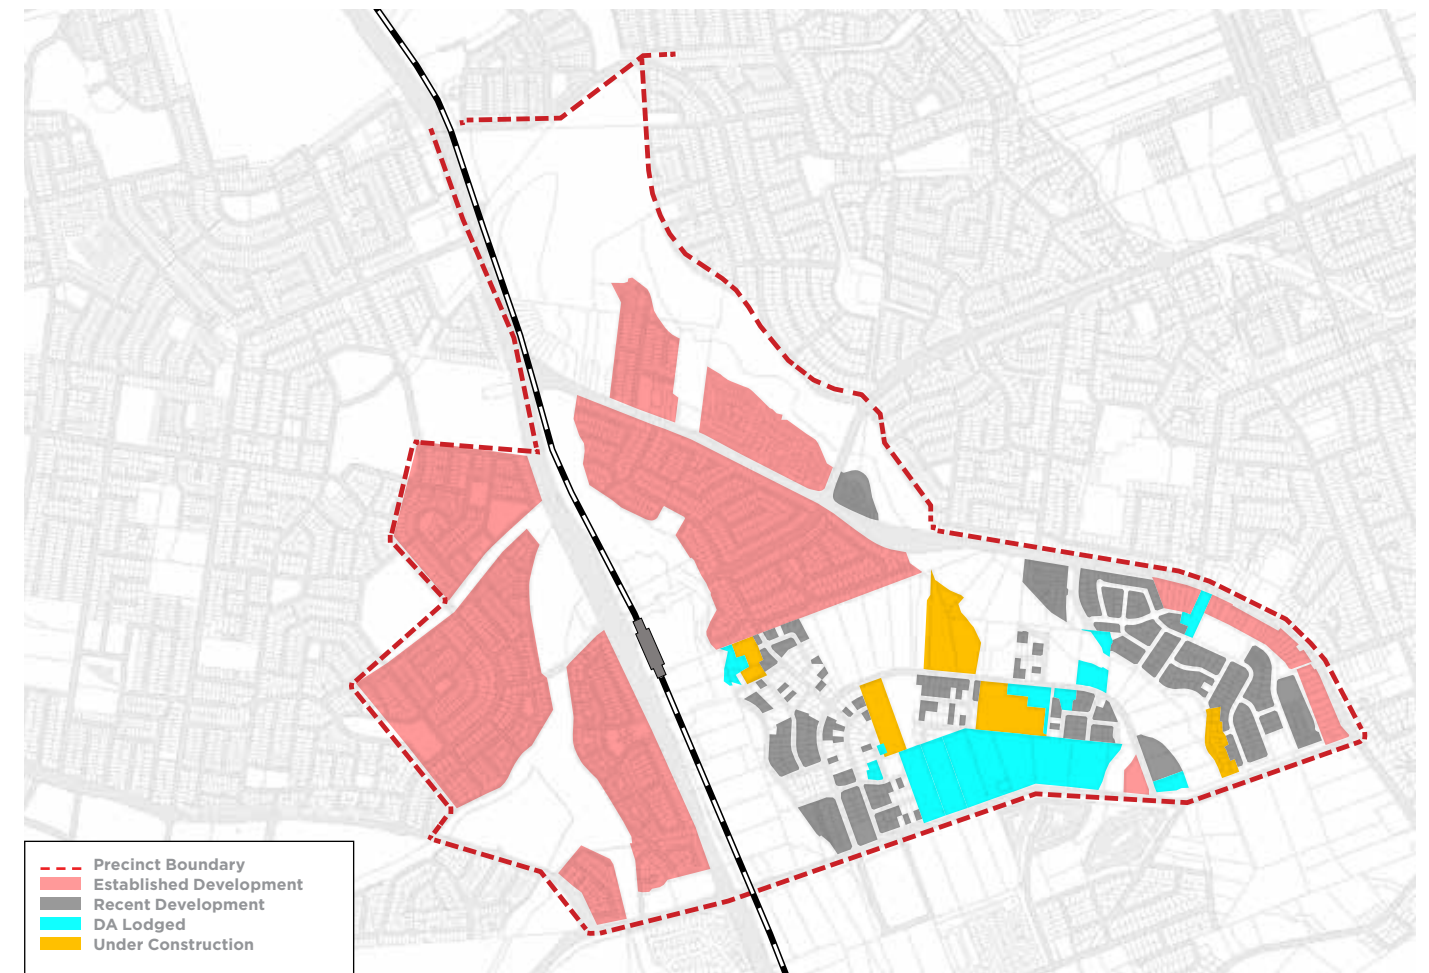 Precinct Boundary
Established Development
Recent Development
DA Lodged
Under Construction